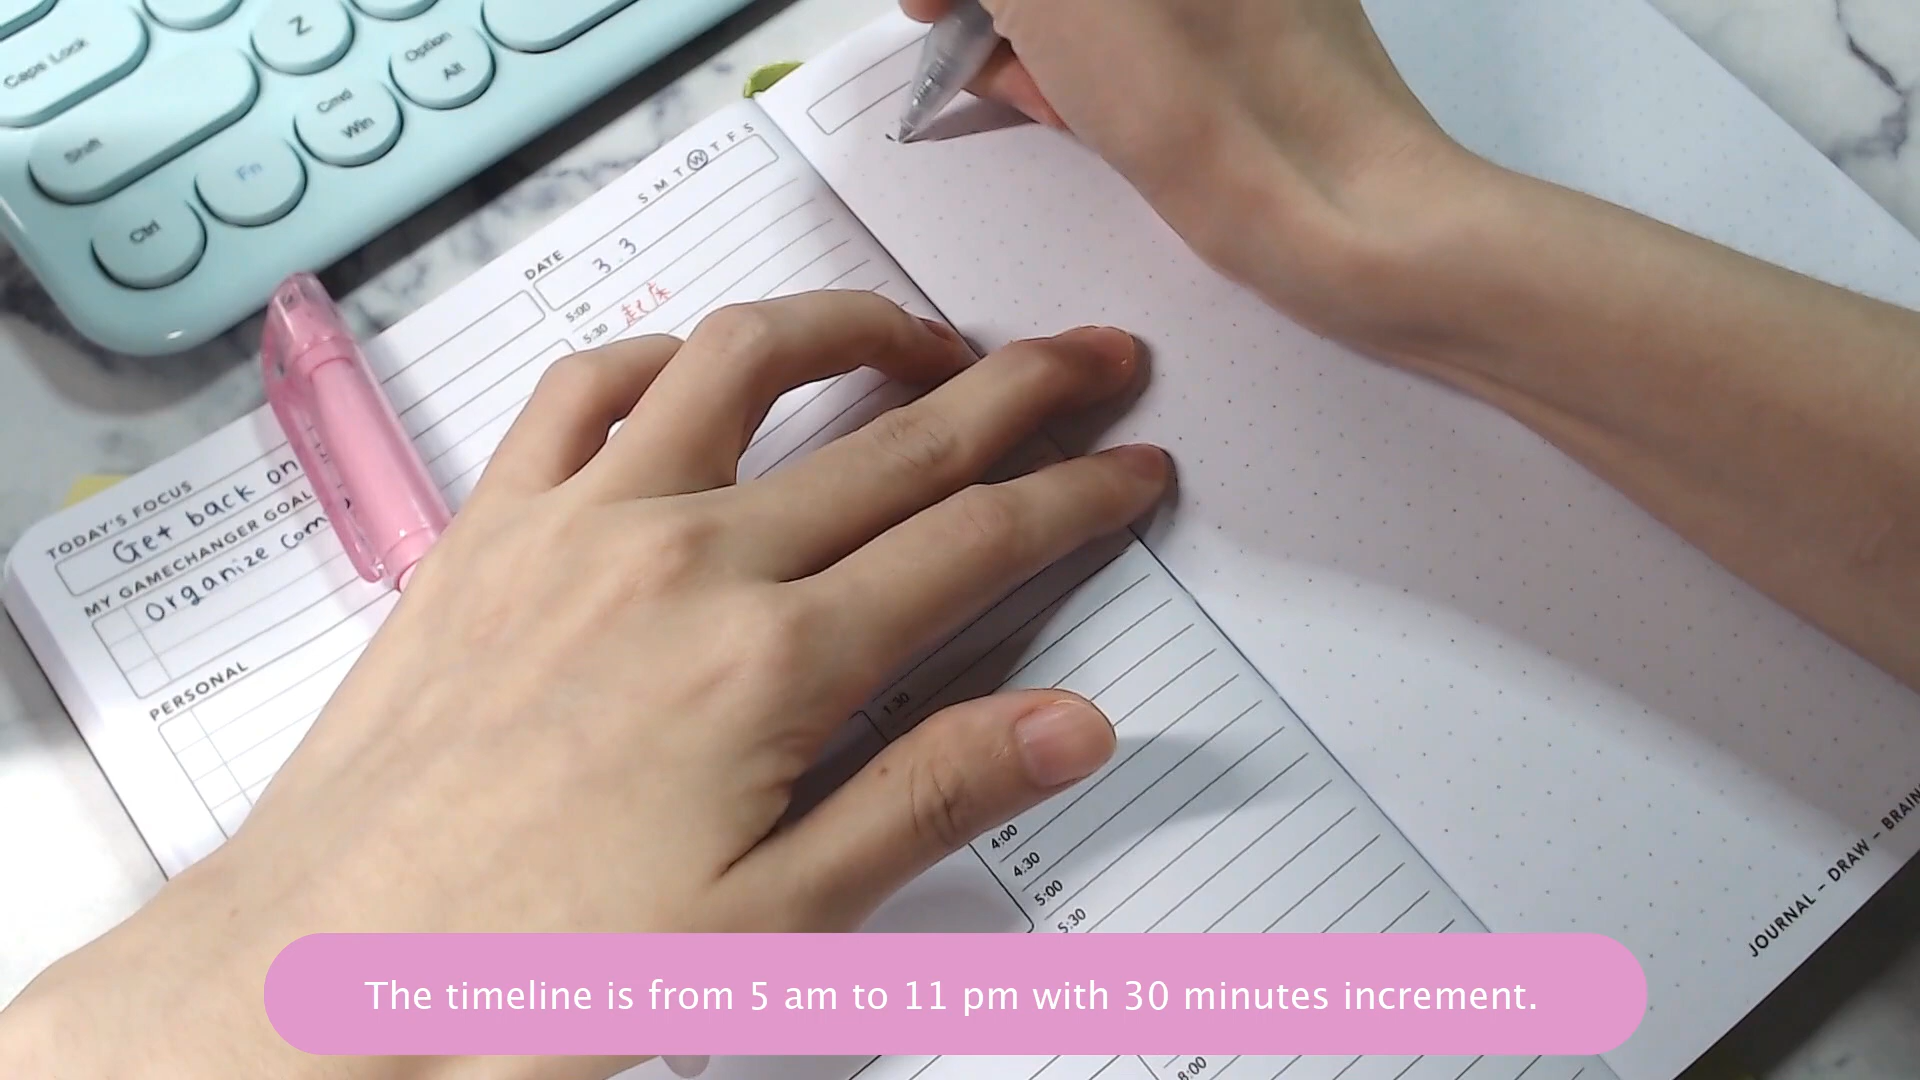 Caps Lock
Z
Option
Alt
Shift
Cmd
Win
Fn
Ctrl
S M T W T F S
DATE
3.3
5:00
5:30 起床
TODAY'S FOCUS
Get back on
MY GAMECHANGER GOAL
Organize com
PERSONAL
1:30
4:00
4:30
5:00
5:30
8:00
JOURNAL – DRAW – BRAIN
The timeline is from 5 am to 11 pm with 30 minutes increment.